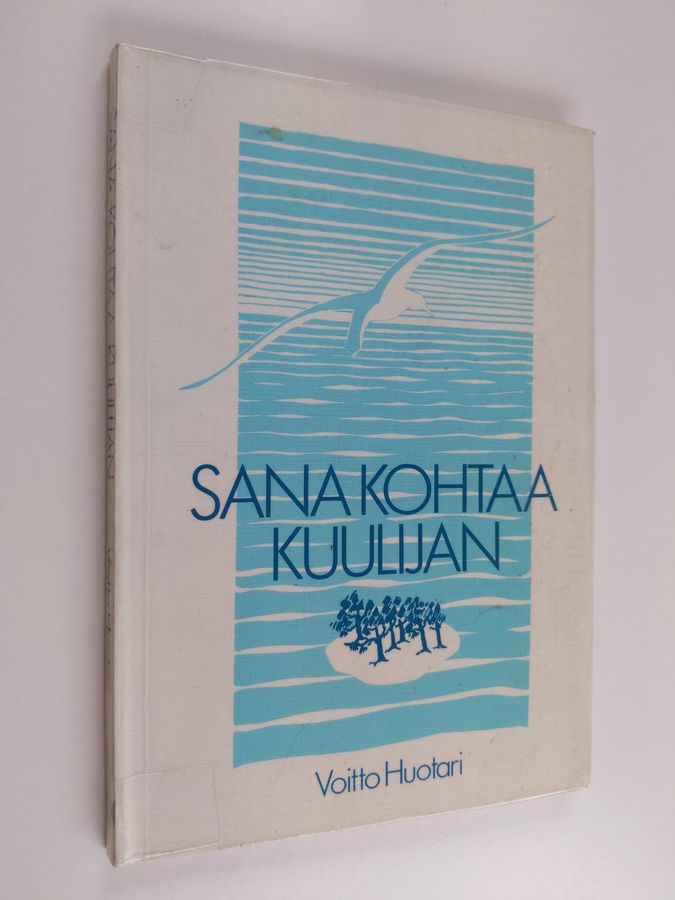 SANA KOHTAA
KUULIJAN
Voitto Huotari
SANA KOHTAA KUULIJAN